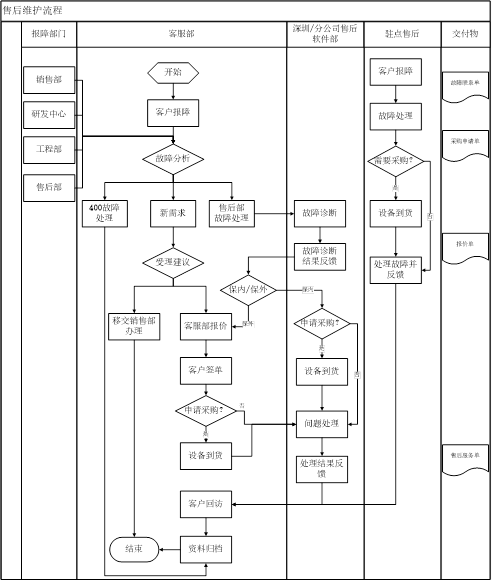 售后维护流程
报障部门
客服部
深圳/分公司售后
软件部
驻点售后
交付物
销售部
研发中心
工程部
售后部
开始
客户报障
故障分析
400故障
处理
新需求
售后部
故障处理
受理建议
移交销售部
办理
客服部报价
客户签单
申请采购?
否
是
设备到货
客户回访
资料归档
结束
故障诊断
故障诊断
结果反馈
保内/保外
保内
保外
申请采购?
是
否
设备到货
问题处理
处理结果反
馈
客户报障
故障处理
需要采购?
是
否
设备到货
处理故障并
反馈
采购申请单
报价单
售后服务单